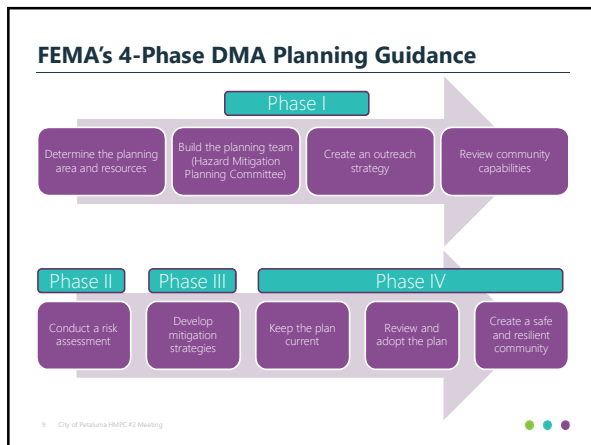 FEMA's 4-Phase DMA Planning Guidance
Phase I
Determine the planning
area and resources
Build the planning team
(Hazard Mitigation
Planning Committee)
Create an outreach
strategy
Review community
capabilities
Phase II
Phase III
Phase IV
Conduct a risk
assessment
Develop
mitigation
strategies
Keep the plan
current
Review and
adopt the plan
Create a safe
and resilient
community
9 City of Petaluma HMPC #2 Meeting